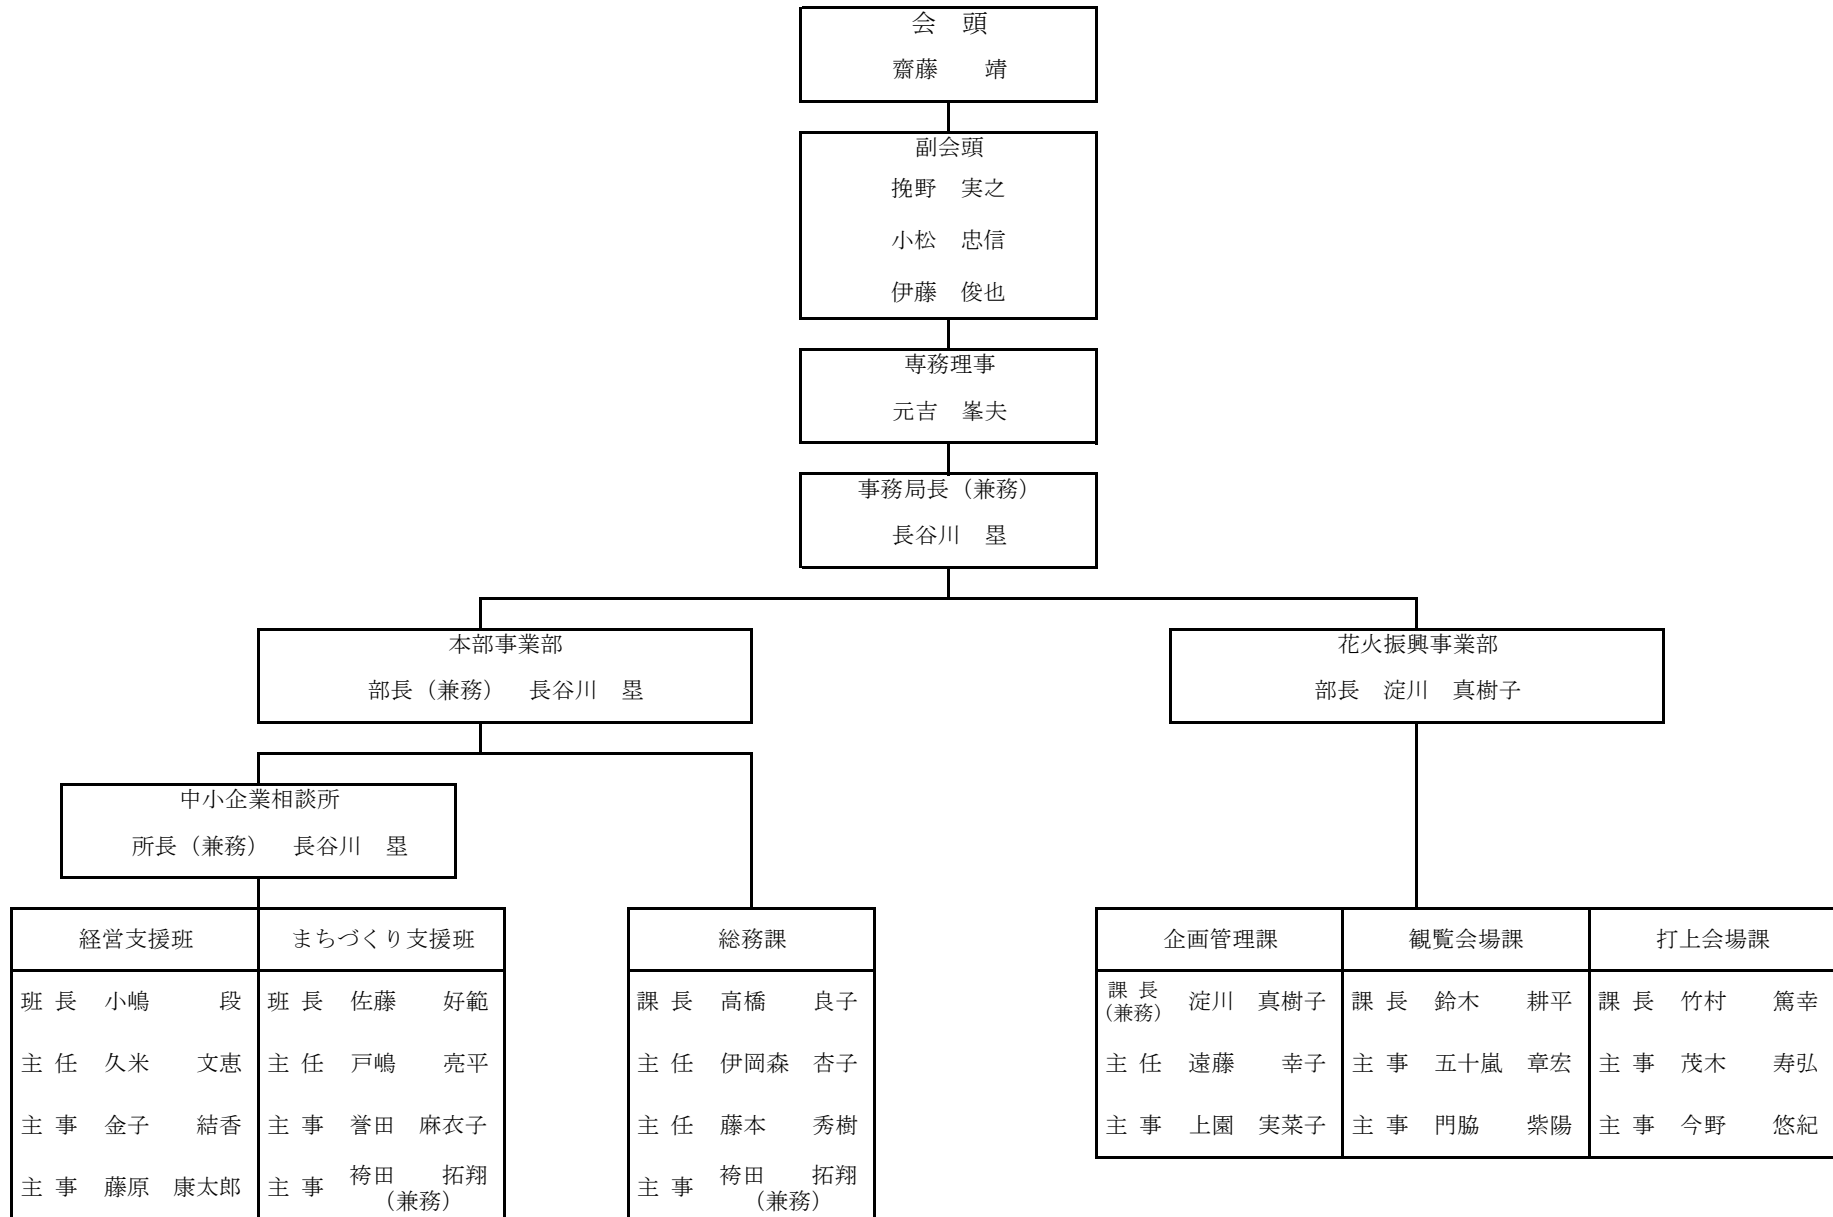 会　頭
齋藤　　靖
副会頭
挽野　実之
小松　忠信
伊藤　俊也
専務理事
元吉　峯夫
事務局長（兼務）
長谷川　塁
本部事業部
部長（兼務）　長谷川　塁
花火振興事業部
部長　淀川　真樹子
中小企業相談所
所長（兼務）　長谷川　塁
経営支援班
班 長　小嶋　　　段
主 任　久米　　文恵
主 事　金子　　結香
主 事　藤原　康太郎
まちづくり支援班
班 長　佐藤　　好範
主 任　戸嶋　　亮平
主 事　誉田　麻衣子
主 事　袴田　　拓翔
（兼務）
総務課
課 長　高橋　　良子
主 任　伊岡森　杏子
主 任　藤本　　秀樹
主 事　袴田　　拓翔
（兼務）
企画管理課
課 長　淀川　真樹子
（兼務）
主 任　遠藤　　幸子
主 事　上園　実菜子
観覧会場課
課 長　鈴木　　耕平
主 事　五十嵐　章宏
主 事　門脇　　紫陽
打上会場課
課 長　竹村　　篤幸
主 事　茂木　　寿弘
主 事　今野　　悠紀